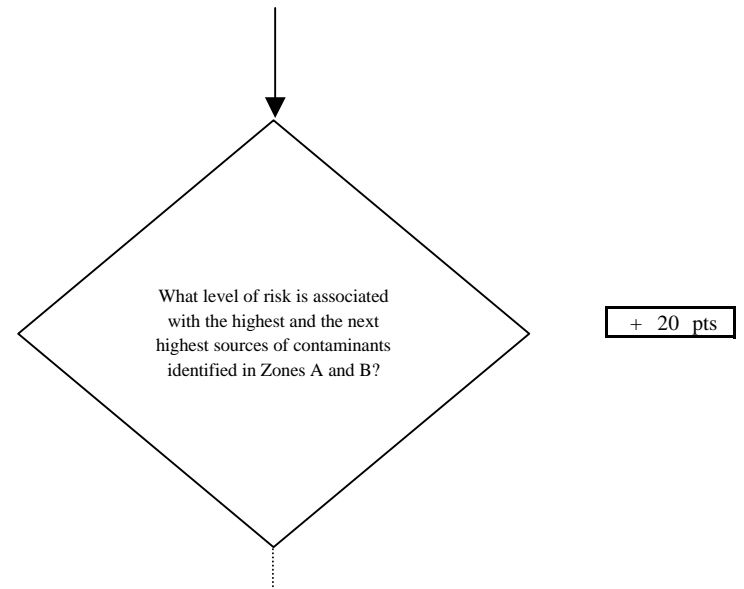 What level of risk is associated
with the highest and the next
highest sources of contaminants
identified in Zones A and B?
+ 20 pts